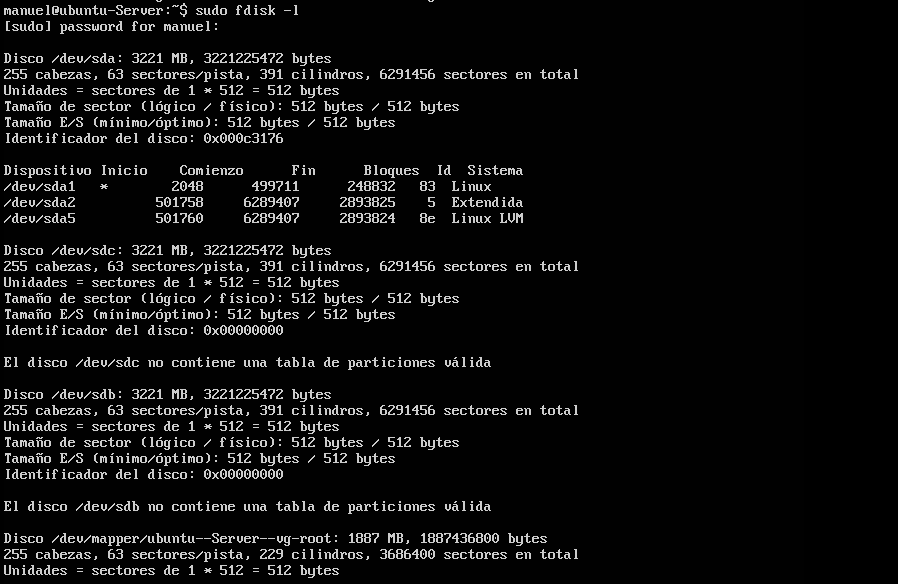 manuel@ubuntu-Server:~$ sudo fdisk -l
[sudo] password for manuel:

Disco /dev/sda: 3221 MB, 3221225472 bytes
255 cabezas, 63 sectores/pista, 391 cilindros, 6291456 sectores en total
Unidades = sectores de 1 * 512 = 512 bytes
Tamaño de sector (lógico / físico): 512 bytes / 512 bytes
Tamaño E/S (mínimo/óptimo): 512 bytes / 512 bytes
Identificador del disco: 0x000c3176

Dispositivo Inicio    Comienzo      Fin      Bloques  Id  Sistema
/dev/sda1   *        2048      499711      248832   83  Linux
/dev/sda2          501758     6289407     2893825    5  Extendida
/dev/sda5          501760     6289407     2893824   8e  Linux LVM

Disco /dev/sdc: 3221 MB, 3221225472 bytes
255 cabezas, 63 sectores/pista, 391 cilindros, 6291456 sectores en total
Unidades = sectores de 1 * 512 = 512 bytes
Tamaño de sector (lógico / físico): 512 bytes / 512 bytes
Tamaño E/S (mínimo/óptimo): 512 bytes / 512 bytes
Identificador del disco: 0x00000000

El disco /dev/sdc no contiene una tabla de particiones válida

Disco /dev/sdb: 3221 MB, 3221225472 bytes
255 cabezas, 63 sectores/pista, 391 cilindros, 6291456 sectores en total
Unidades = sectores de 1 * 512 = 512 bytes
Tamaño de sector (lógico / físico): 512 bytes / 512 bytes
Tamaño E/S (mínimo/óptimo): 512 bytes / 512 bytes
Identificador del disco: 0x00000000

El disco /dev/sdb no contiene una tabla de particiones válida

Disco /dev/mapper/ubuntu--Server--vg-root: 1887 MB, 1887436800 bytes
255 cabezas, 63 sectores/pista, 229 cilindros, 3686400 sectores en total
Unidades = sectores de 1 * 512 = 512 bytes